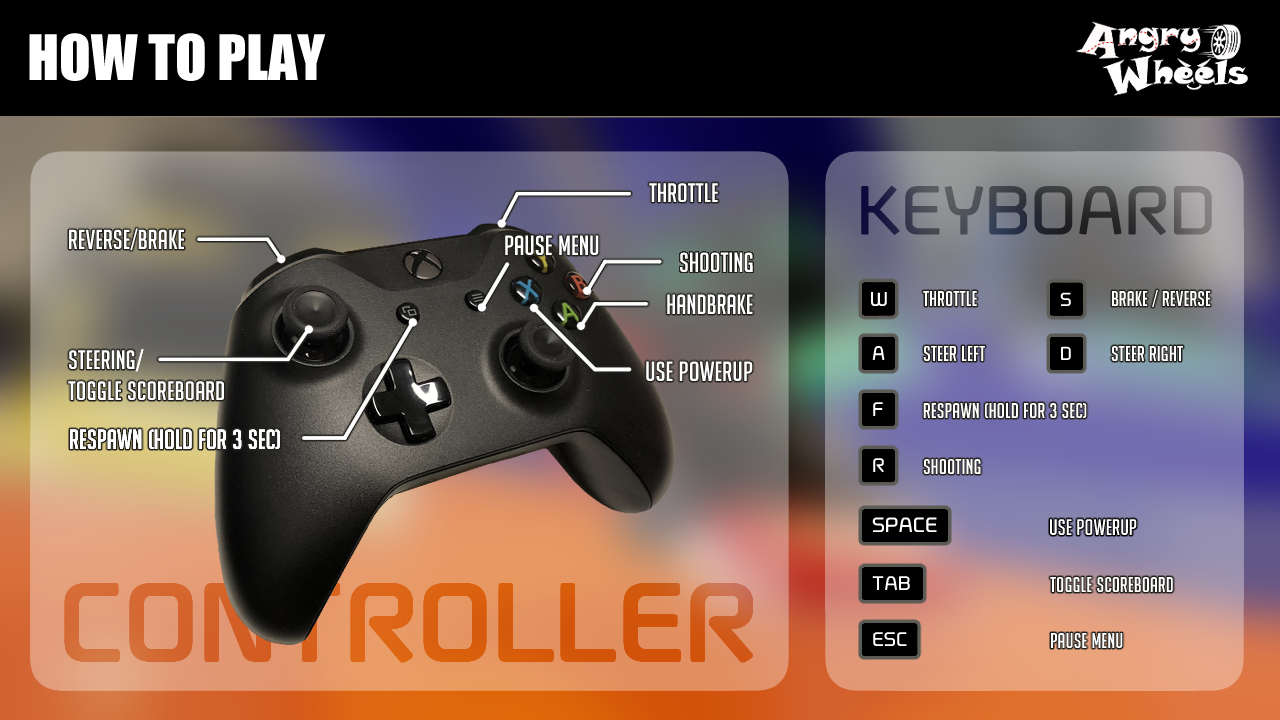 HOW TO PLAY
Angry
Wheels
THROTTLE
REVERSE/BRAKE
PAUSE MENU
SHOOTING
HANDBRAKE
STEERING/
TOGGLE SCOREBOARD
USE POWERUP
RESPAWN (HOLD FOR 3 SEC)
Y
B
X
A
CONTROLLER
KEYBOARD
W THROTTLE S BRAKE / REVERSE
A STEER LEFT D STEER RIGHT
F RESPAWN (HOLD FOR 3 SEC)
R SHOOTING
SPACE USE POWERUP
TAB TOGGLE SCOREBOARD
ESC PAUSE MENU